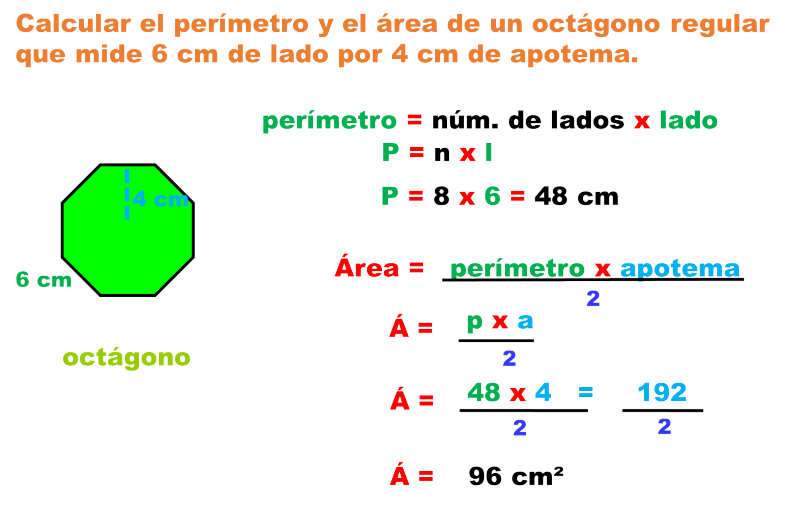 Calcular el perímetro y el área de un octágono regular
que mide 6 cm de lado por 4 cm de apotema.
perímetro = núm. de lados x lado
P = n x l
P = 8 x 6 = 48 cm
4 cm
6 cm
octágono
Área = perímetro x apotema
2
Á = p x a
2
Á = 48 x 4 = 192
2 2
Á = 96 cm²